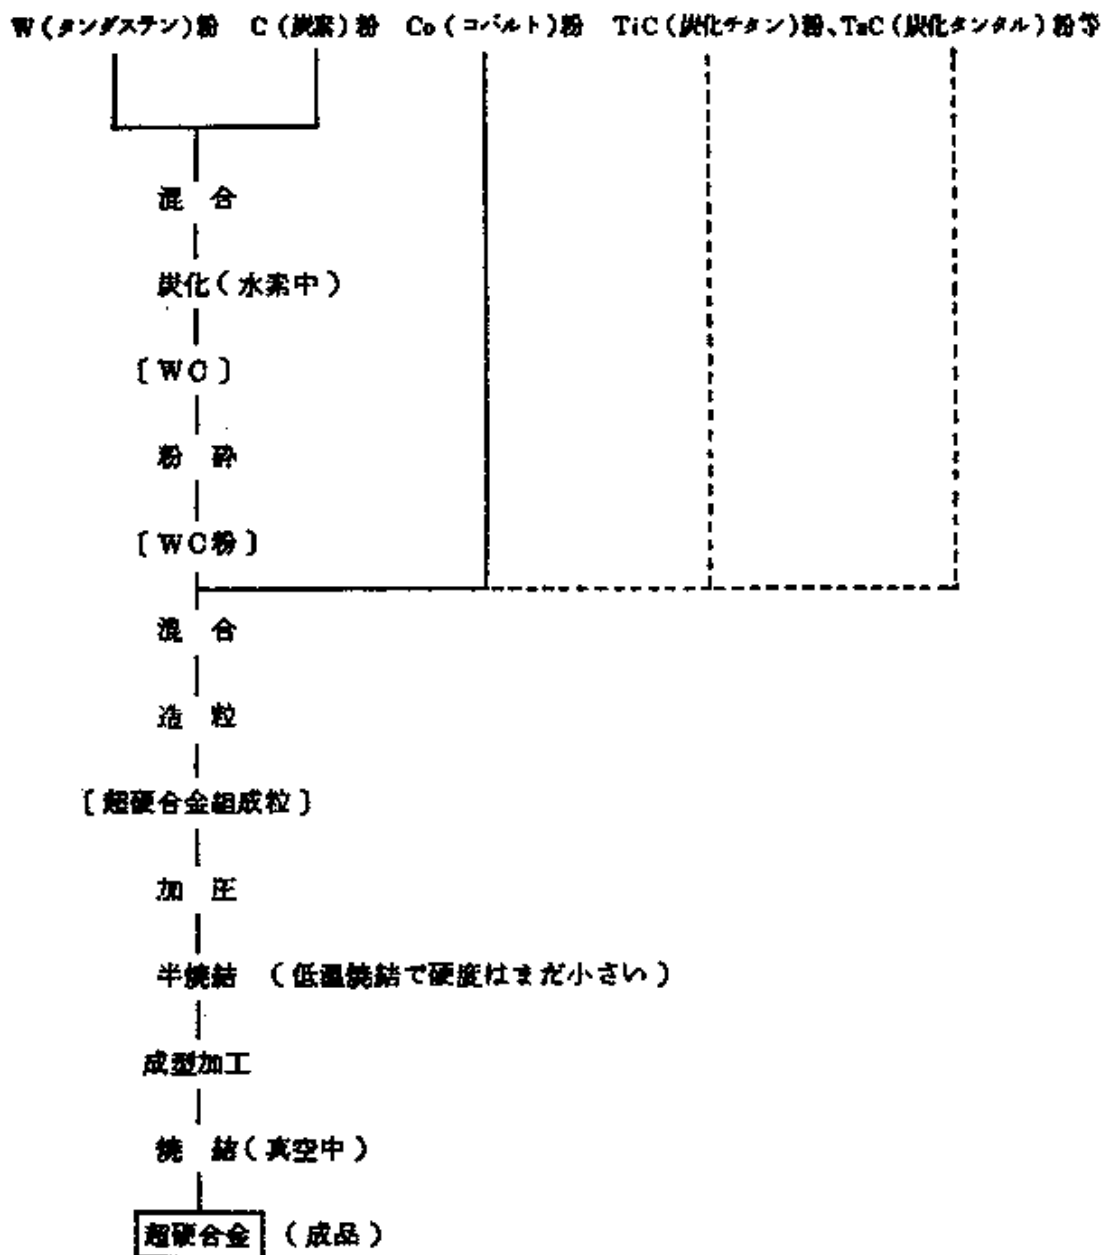 W(タングステン)粉 C(炭素)粉 Co(コバルト)粉 TiC(炭化チタン)粉、TaC(炭化タンタル)粉等
混 合
炭化(水素中)
〔WC〕
粉 砕
〔WC粉〕
混 合
造 粒
〔超硬合金組成粒〕
加 圧
半焼結 (低温焼結で硬度はまだ小さい)
成型加工
焼 結(真空中)
超硬合金 (成品)